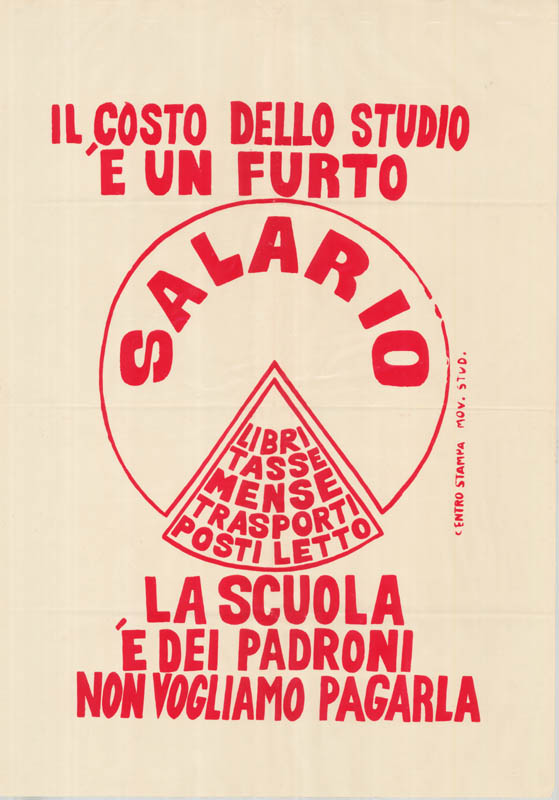 IL COSTO DELLO STUDIO
É UN FURTO
SALARIO
LIBRI
TASSE
MENSE
TRASPORTI
POSTI LETTO
CENTRO STAMPA MOV. STUD.
LA SCUOLA
É DEI PADRONI
NON VOGLIAMO PAGARLA